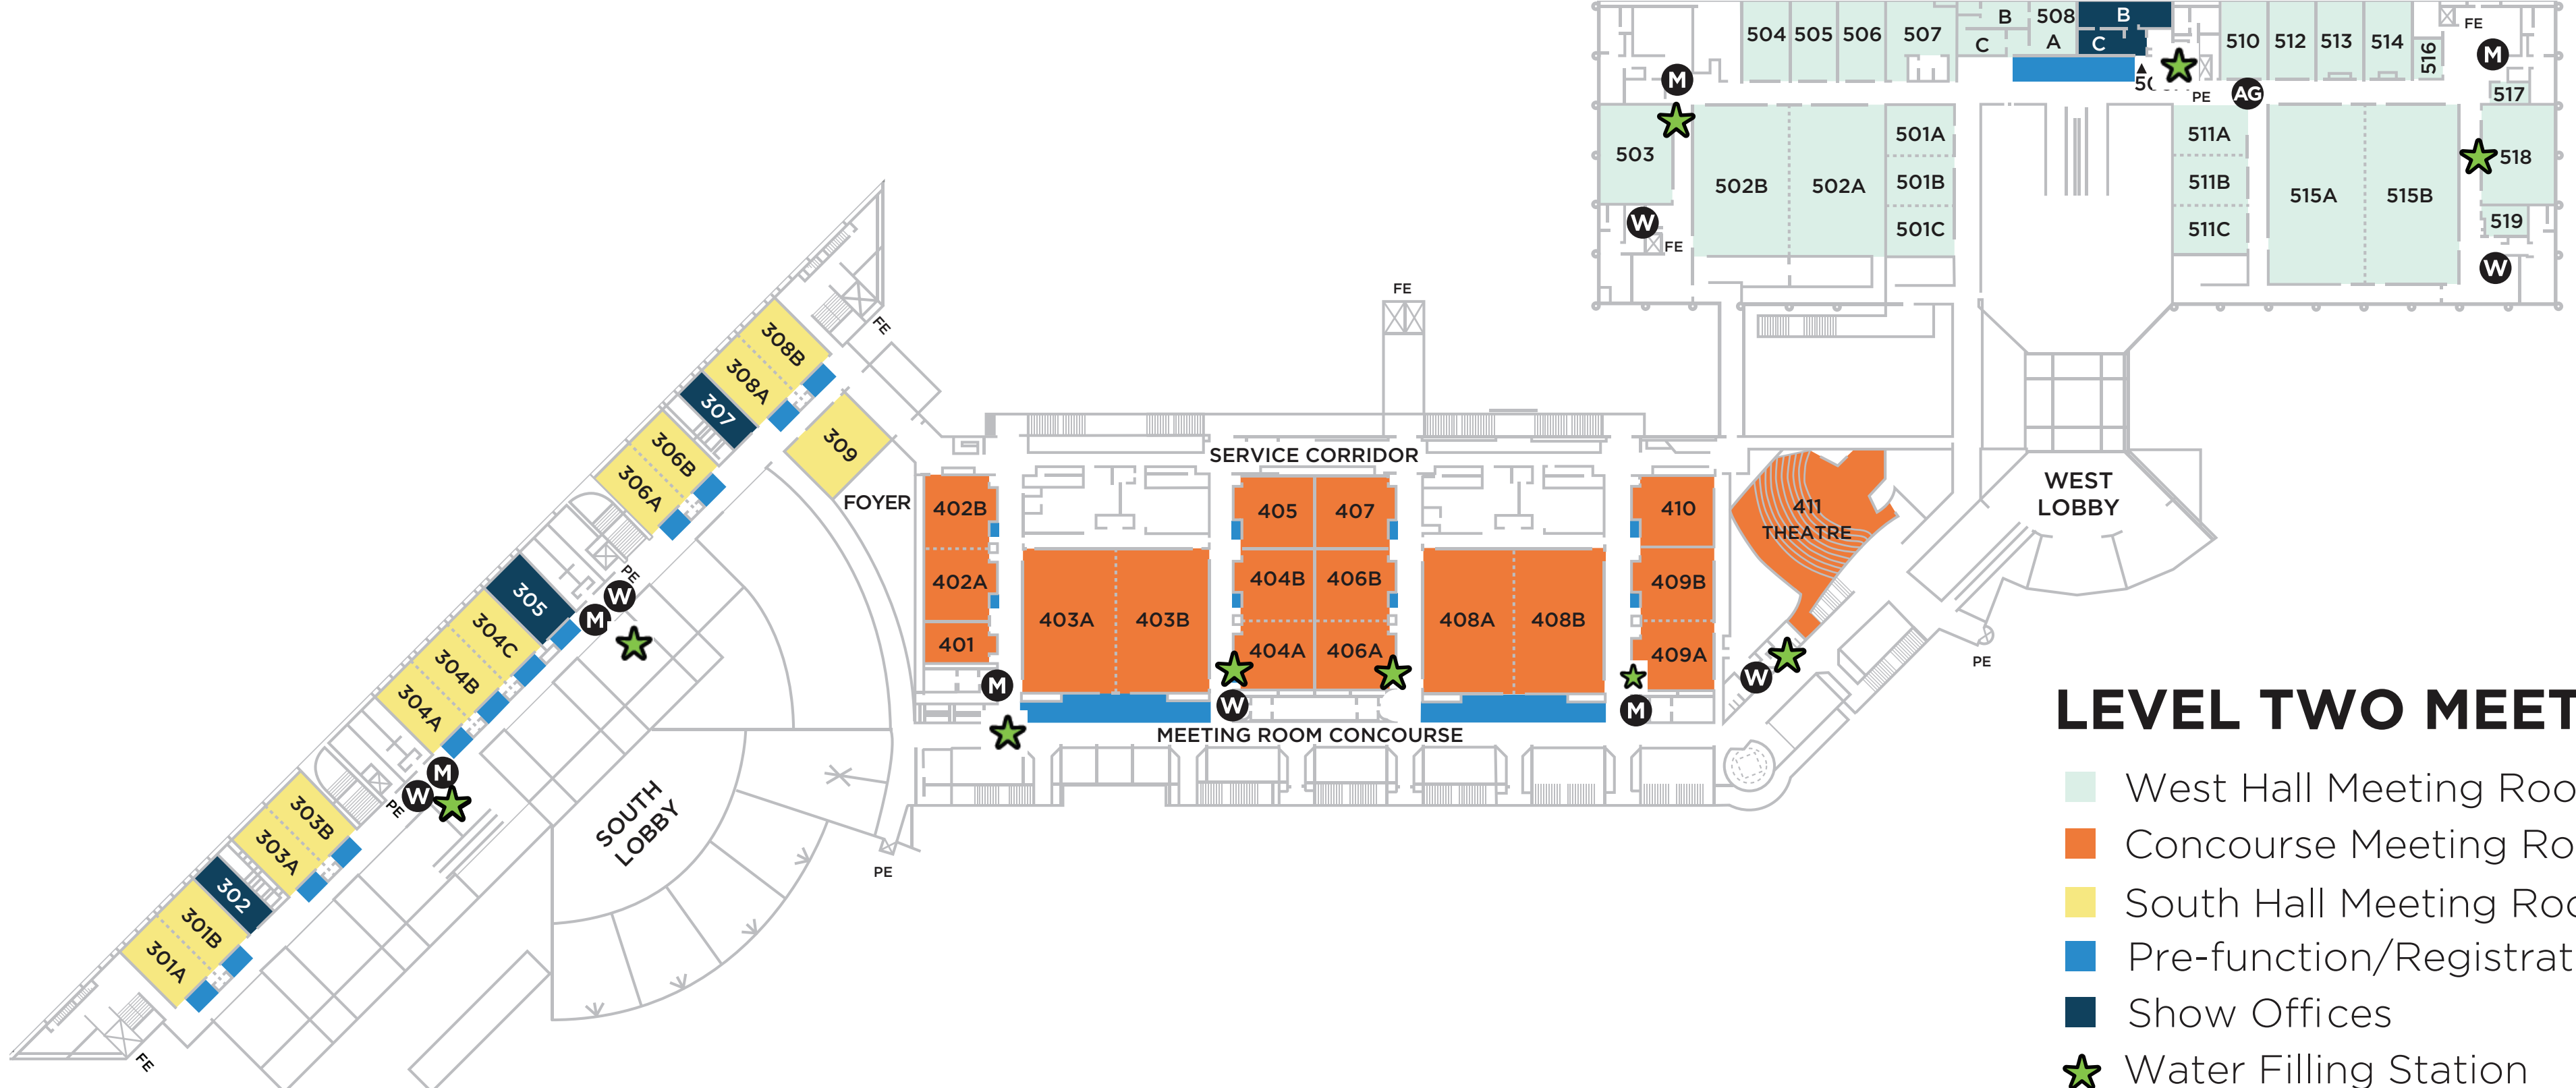 504 505 506 507
B 508
C A
B
C
510 512 513 514
516
FE
M
517
M
PE
AG
503
502B 502A
501A
501B
501C
W
FE
511A
511B
511C
515A 515B
518
519
W
FE
FE
308B
308A
307
309
306B
306A
FOYER
PE
305
W
M
304C
304B
304A
M
W
PE
303B
303A
302
301B
301A
FE
SOUTH
LOBBY
PE
SERVICE CORRIDOR
402B
402A
401
M
403A 403B
405 407
404B 406B
404A 406A
W
408A 408B
410
409B
409A
M
411
THEATRE
W
MEETING ROOM CONCOURSE
WEST
LOBBY
PE
LEVEL TWO MEET
West Hall Meeting Roo
Concourse Meeting Ro
South Hall Meeting Roo
Pre-function/Registrat
Show Offices
Water Filling Station